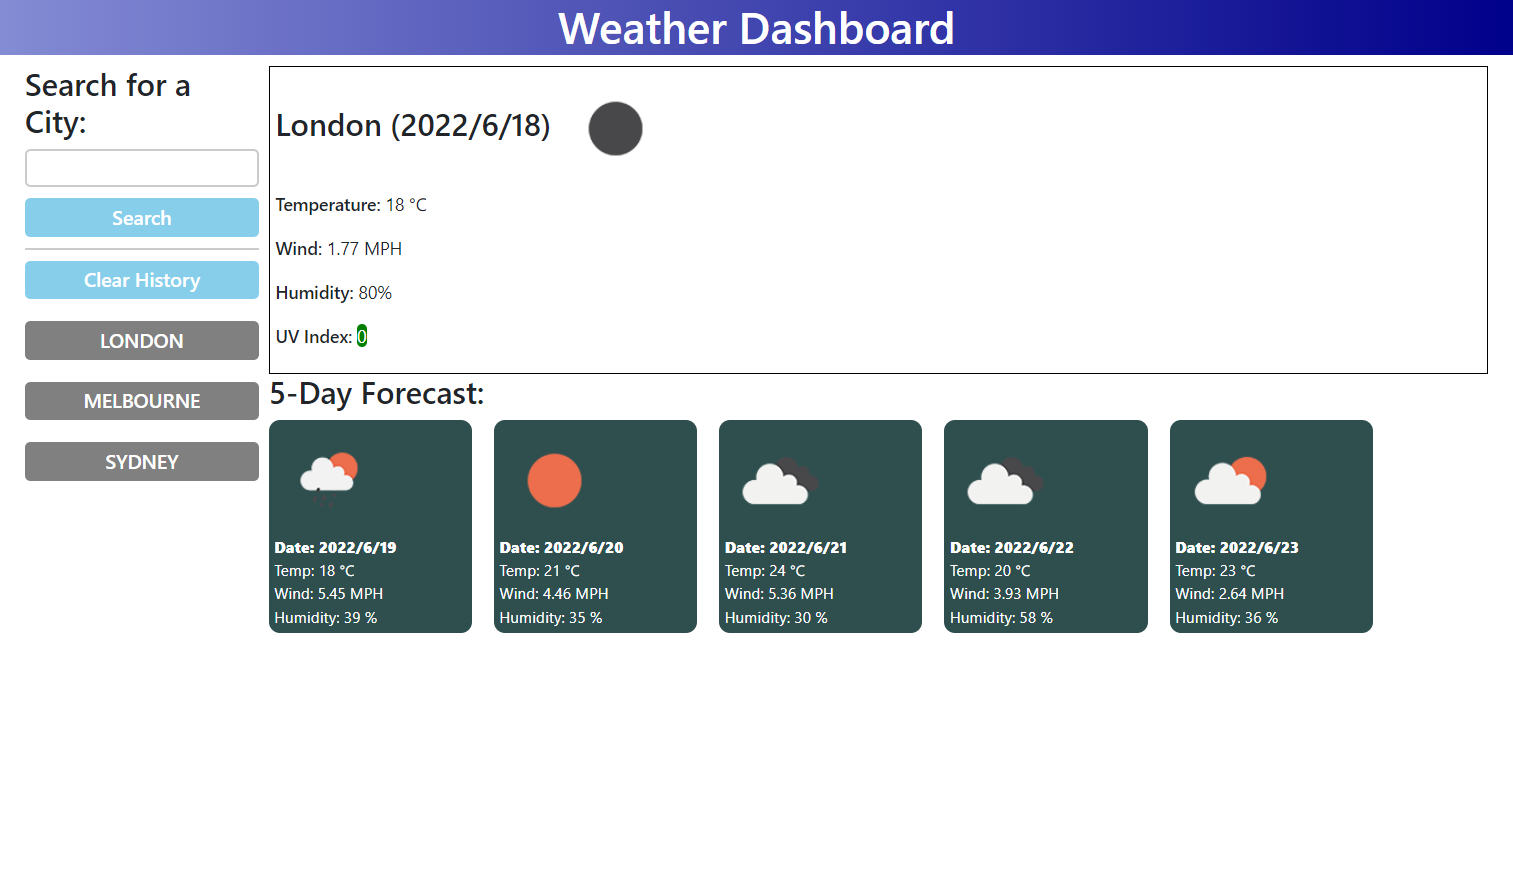 Weather Dashboard
Search for a
City:
Search
Clear History
LONDON
MELBOURNE
SYDNEY
London (2022/6/18)
Temperature: 18 °C
Wind: 1.77 MPH
Humidity: 80%
UV Index: 0
5-Day Forecast:
Date: 2022/6/19
Temp: 18 °C
Wind: 5.45 MPH
Humidity: 39 %
Date: 2022/6/20
Temp: 21 °C
Wind: 4.46 MPH
Humidity: 35 %
Date: 2022/6/21
Temp: 24 °C
Wind: 5.36 MPH
Humidity: 30 %
Date: 2022/6/22
Temp: 20 °C
Wind: 3.93 MPH
Humidity: 58 %
Date: 2022/6/23
Temp: 23 °C
Wind: 2.64 MPH
Humidity: 36 %